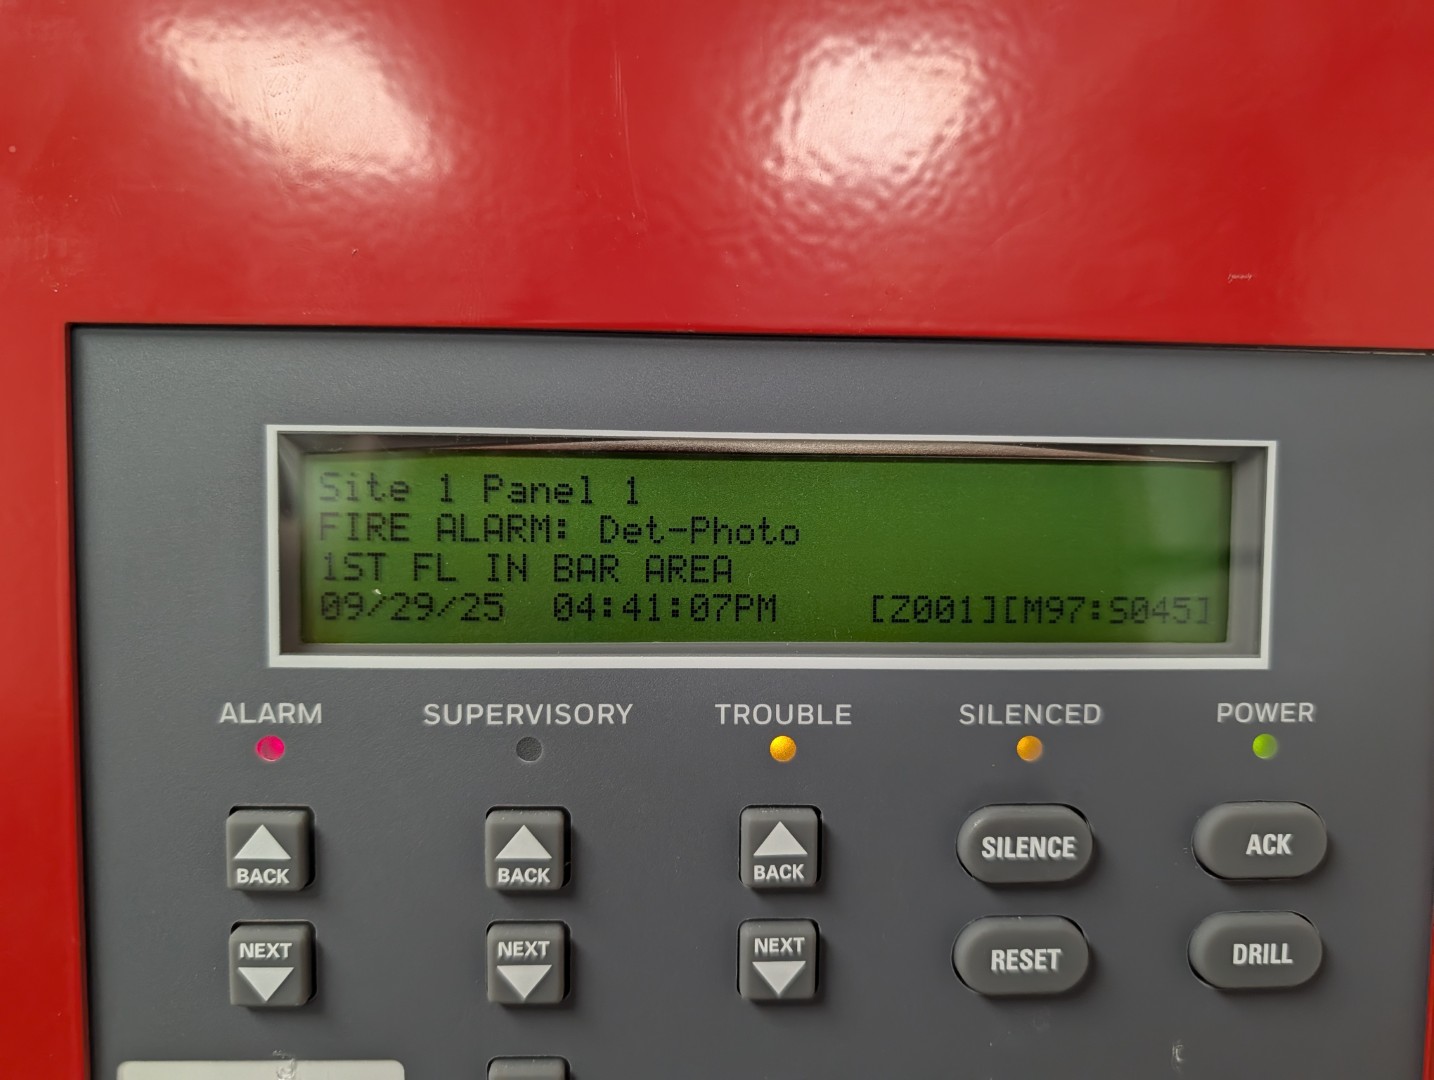 Site 1 Panel 1
FIRE ALARM: Det-Photo
1ST FL IN BAR AREA
09/29/25  04:41:07PM  [Z001][M97:S045]
ALARM SUPERVISORY TROUBLE SILENCED POWER
BACK BACK BACK SILENCE ACK
NEXT NEXT NEXT RESET DRILL